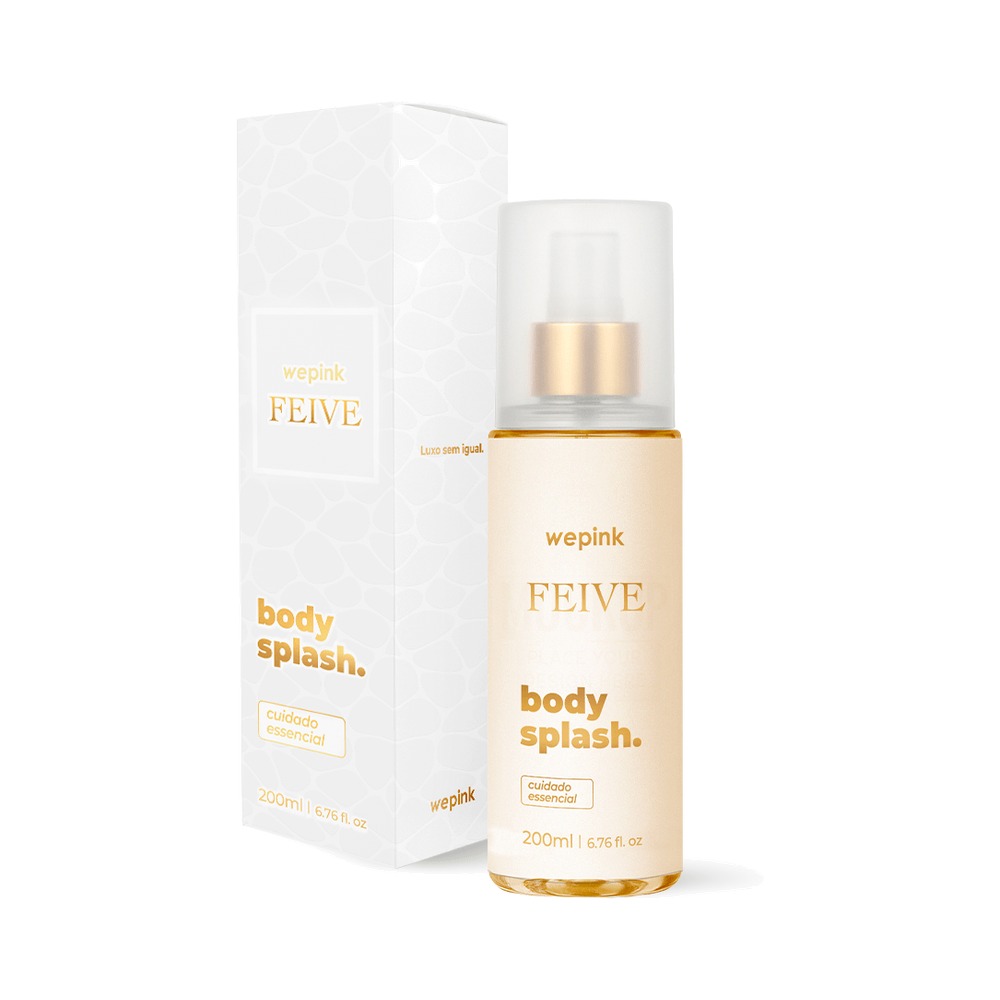 wepink
FEIVE
Luxo sem igual.
body
splash.
cuidado
essencial
200ml | 6.76 fl. oz
wepink
wepink
FEIVE
body
splash.
cuidado
essencial
200ml | 6.76 fl. oz